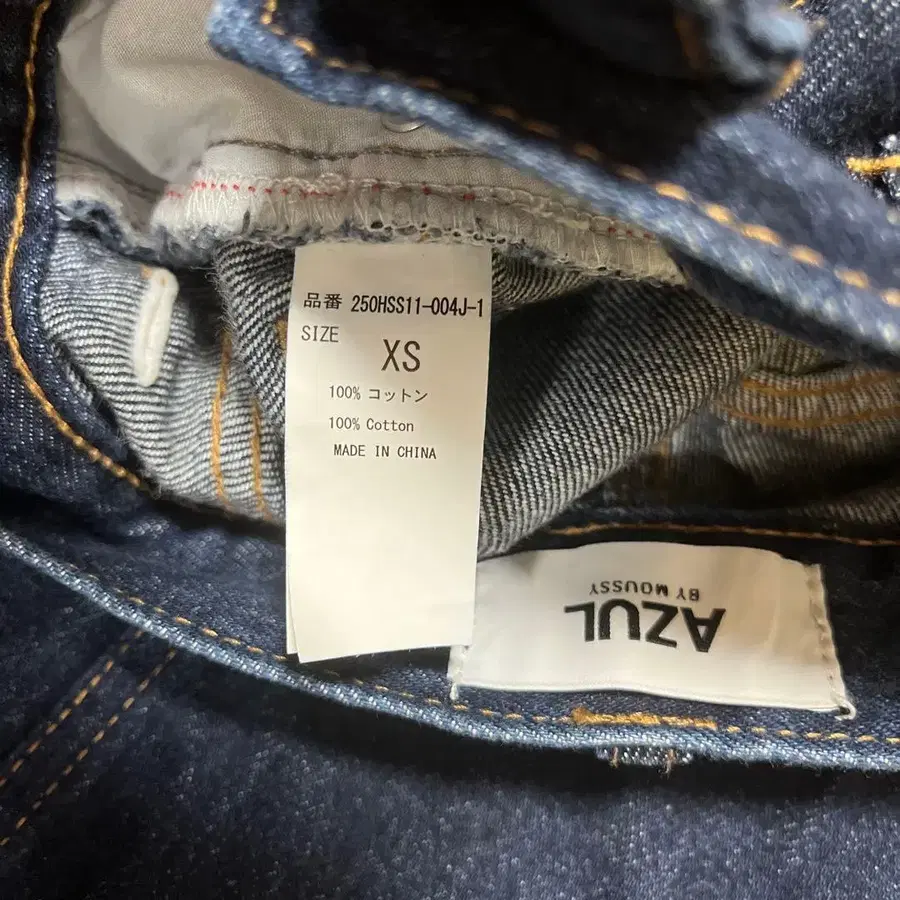 品番 250HSS11-004J-1
SIZE
XS
100% コットン
100% Cotton
MADE IN CHINA
AZUL
BY MOUSSY